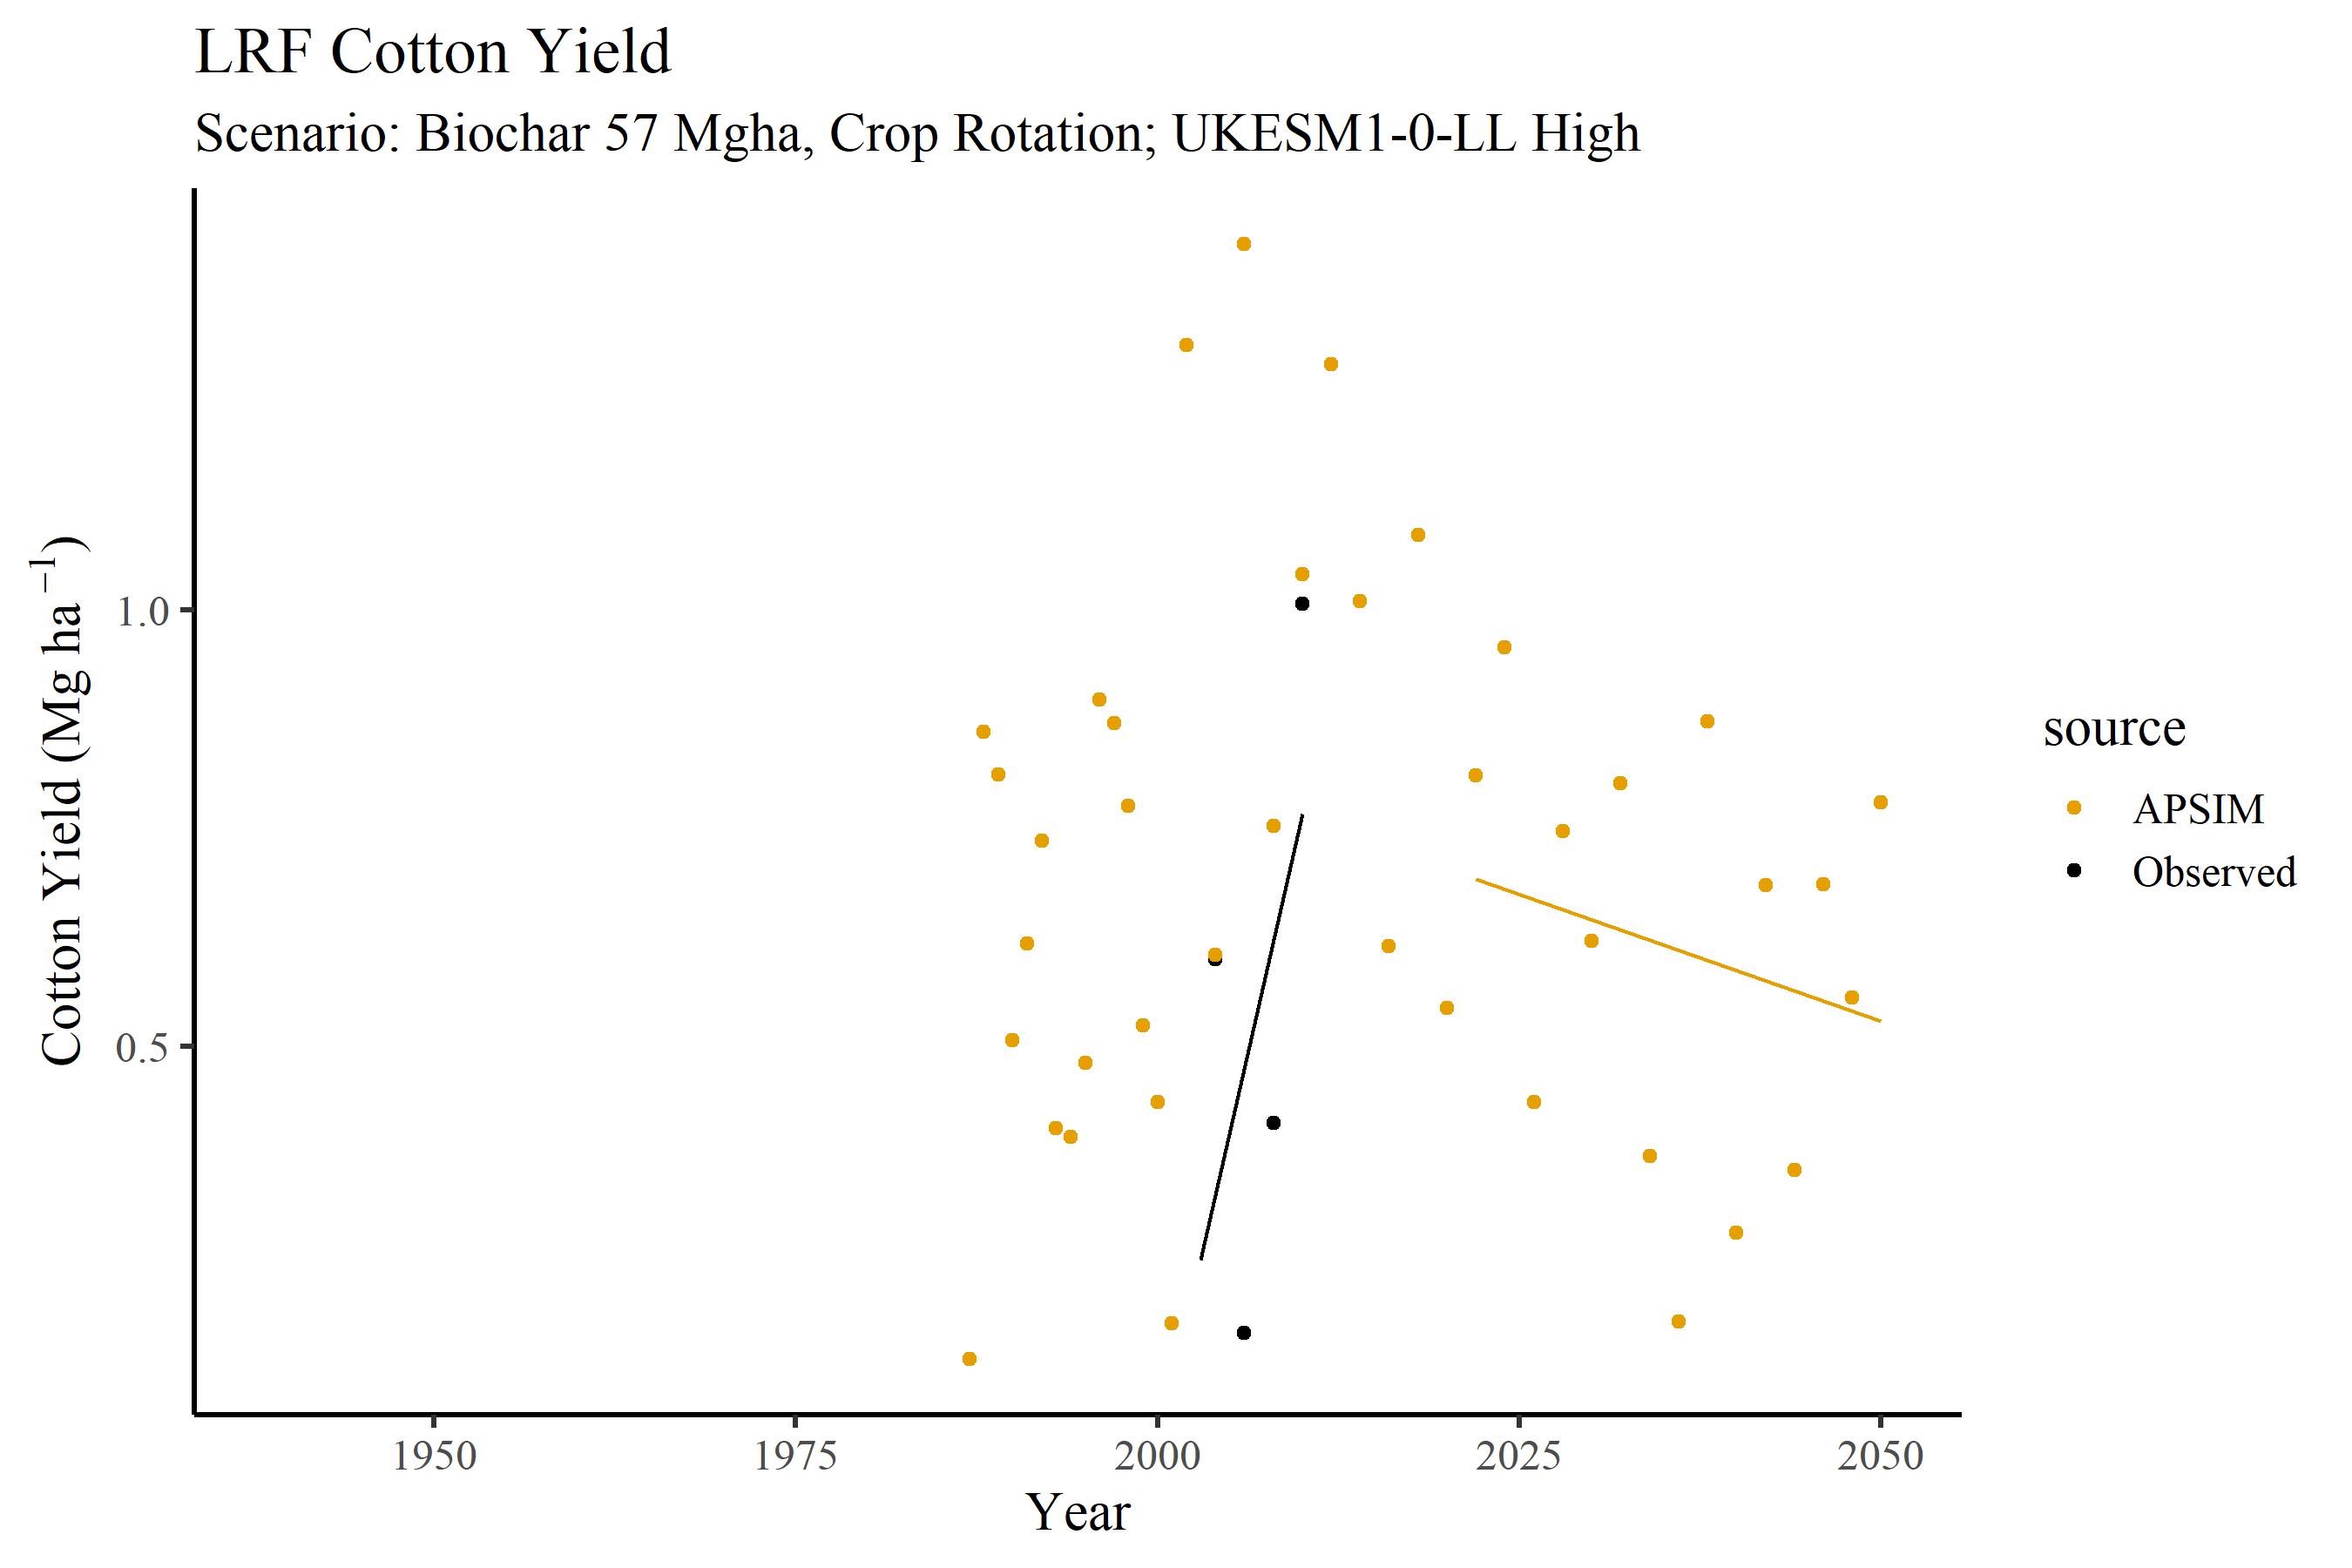 LRF Cotton Yield
Scenario: Biochar 57 Mgha, Crop Rotation; UKESM1-0-LL High
Cotton Yield (Mg ha⁻¹)
1.0
0.5
1950 1975 2000 2025 2050
Year
source
APSIM
Observed